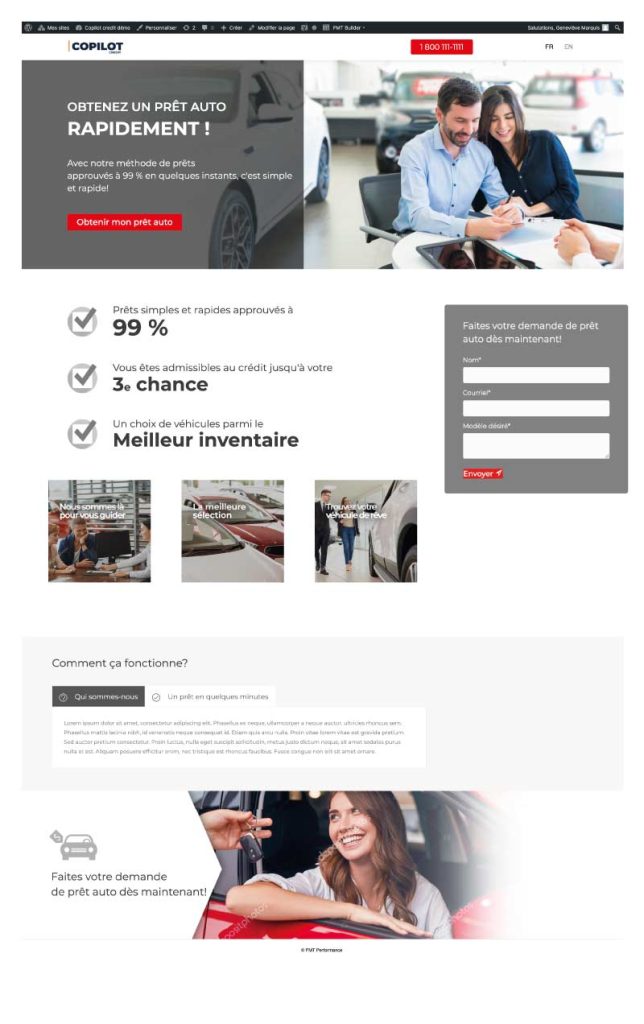 Mes sites Copilot credit démo Personnaliser 2 Créer Modifier la page FMT Builder Salutations, Geneviève Marquis
COPILOT
1 800 111-1111
FR EN
OBTENEZ UN PRÊT AUTO
RAPIDEMENT !
Avec notre méthode de prêts
approuvés à 99 % en quelques instants, c'est simple
et rapide!
Obtenir mon prêt auto
Prêts simples et rapides approuvés à
99 %
Vous êtes admissibles au crédit jusqu'à votre
3e chance
Un choix de véhicules parmi le
Meilleur inventaire
Faites votre demande de prêt
auto dès maintenant!
Nom*
Courriel*
Modèle désiré*
Envoyer
Nous sommes là
pour vous guider
La meilleure
sélection
Trouvez votre
véhicule de rêve
Comment ça fonctionne?
Qui sommes-nous
Un prêt en quelques minutes
Lorem ipsum dolor sit amet, consectetur adipiscing elit. Phasellus ex neque, ullamcorper a neque auctor, ultricies rhoncus sem.
Phasellus mattis lacinia nibh, id venenatis neque consequat id. Etiam quis arcu nulla. Proin vitae lorem vitae est gravida pretium.
Sed auctor pretium consectetur. Proin luctus, nulla eget suscipit sollicitudin, metus justo dictum neque, sit amet sodales purus
nulla et est. Aliquam posuere efficitur enim, nec tristique est rhoncus faucibus. Fusce congue non elit sit amet ornare.
Faites votre demande
de prêt auto dès maintenant!
© FMT Performance